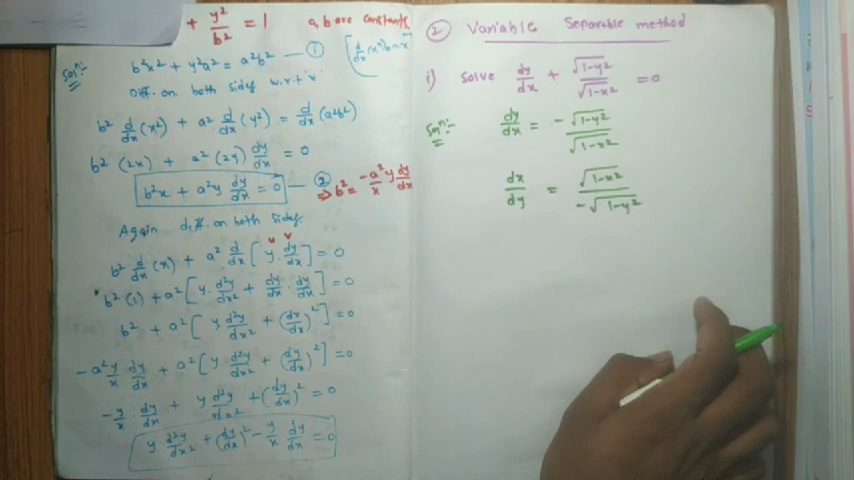 + y²/b² = 1 a, b are constants
Solⁿ:-
b²x² + y²a² = a²b² — ① [d/dx (xⁿ) = n.xⁿ⁻¹
Diff. on both sides w.r.t 'x'
b² d/dx (x²) + a² d/dx (y²) = d/dx (a²b²)
b² (2x) + a² (2y) dy/dx = 0
b²x + a²y dy/dx = 0 — ② ⇒ b² = -a²/x y dy/dx
Again diff. on both sides
b² d/dx (x) + a² d/dx [y . dy/dx] = 0
b² (1) + a² [y. d²y/dx² + dy/dx . dy/dx] = 0
b² + a² [y d²y/dx² + (dy/dx)²] = 0
-a²y/x dy/dx + a² [y d²y/dx² + (dy/dx)²] = 0
-y/x . dy/dx + y d²y/dx² + (dy/dx)² = 0
y d²y/dx² + (dy/dx)² - y/x dy/dx = 0
② Variable Separable method
i) Solve dy/dx + √1-y²/√1-x² = 0
Solⁿ:-
dy/dx = -√1-y²/√1-x²
dx/dy = √1-x²/-√1-y²